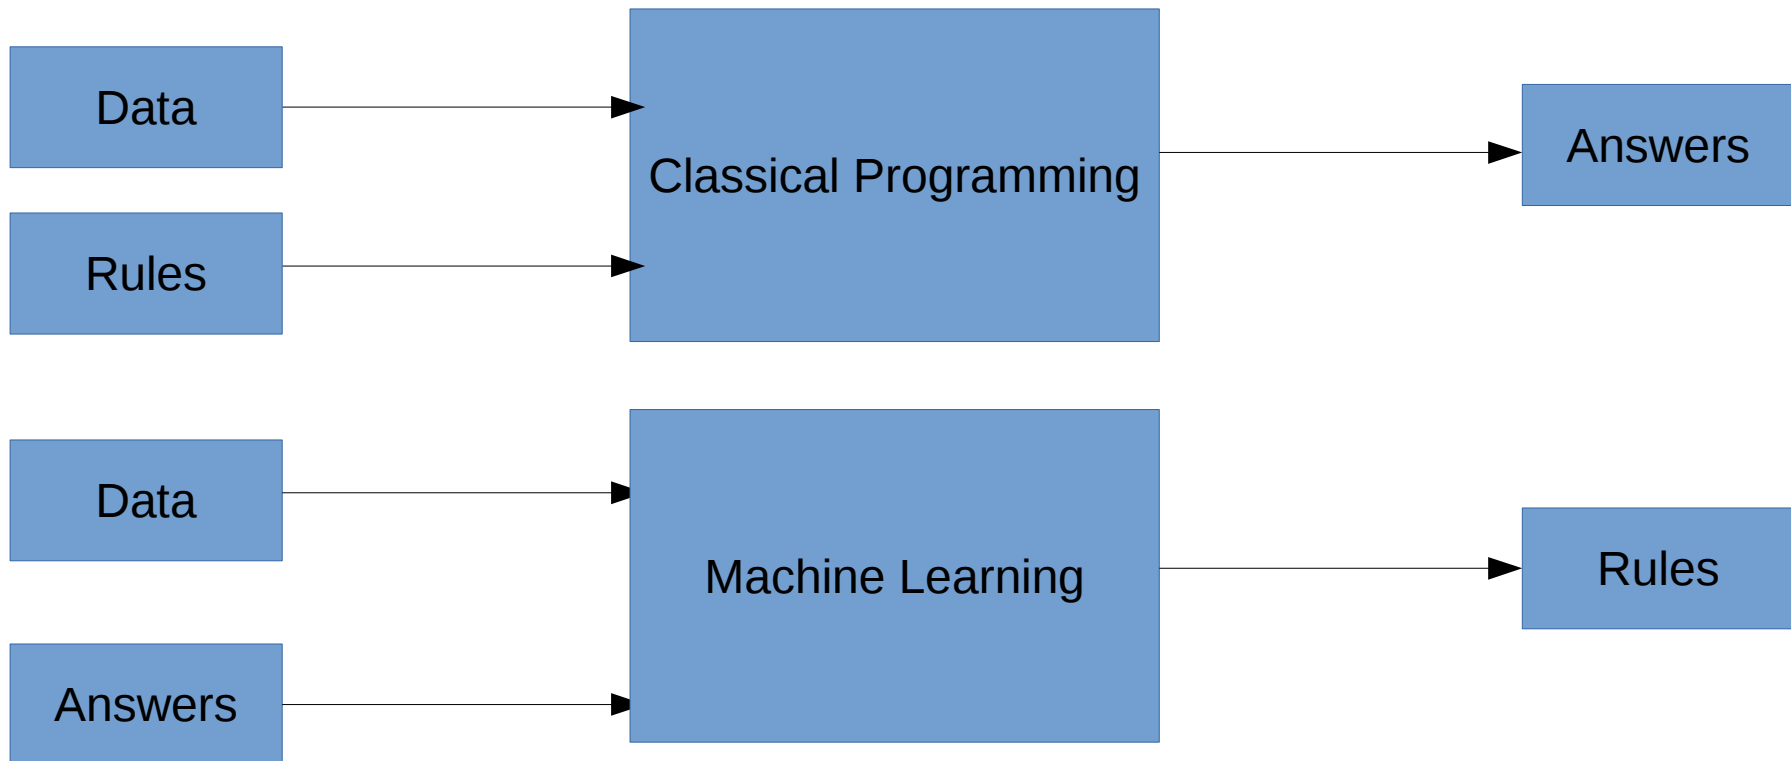 Data
Rules
Classical Programming
Answers
Data
Answers
Machine Learning
Rules